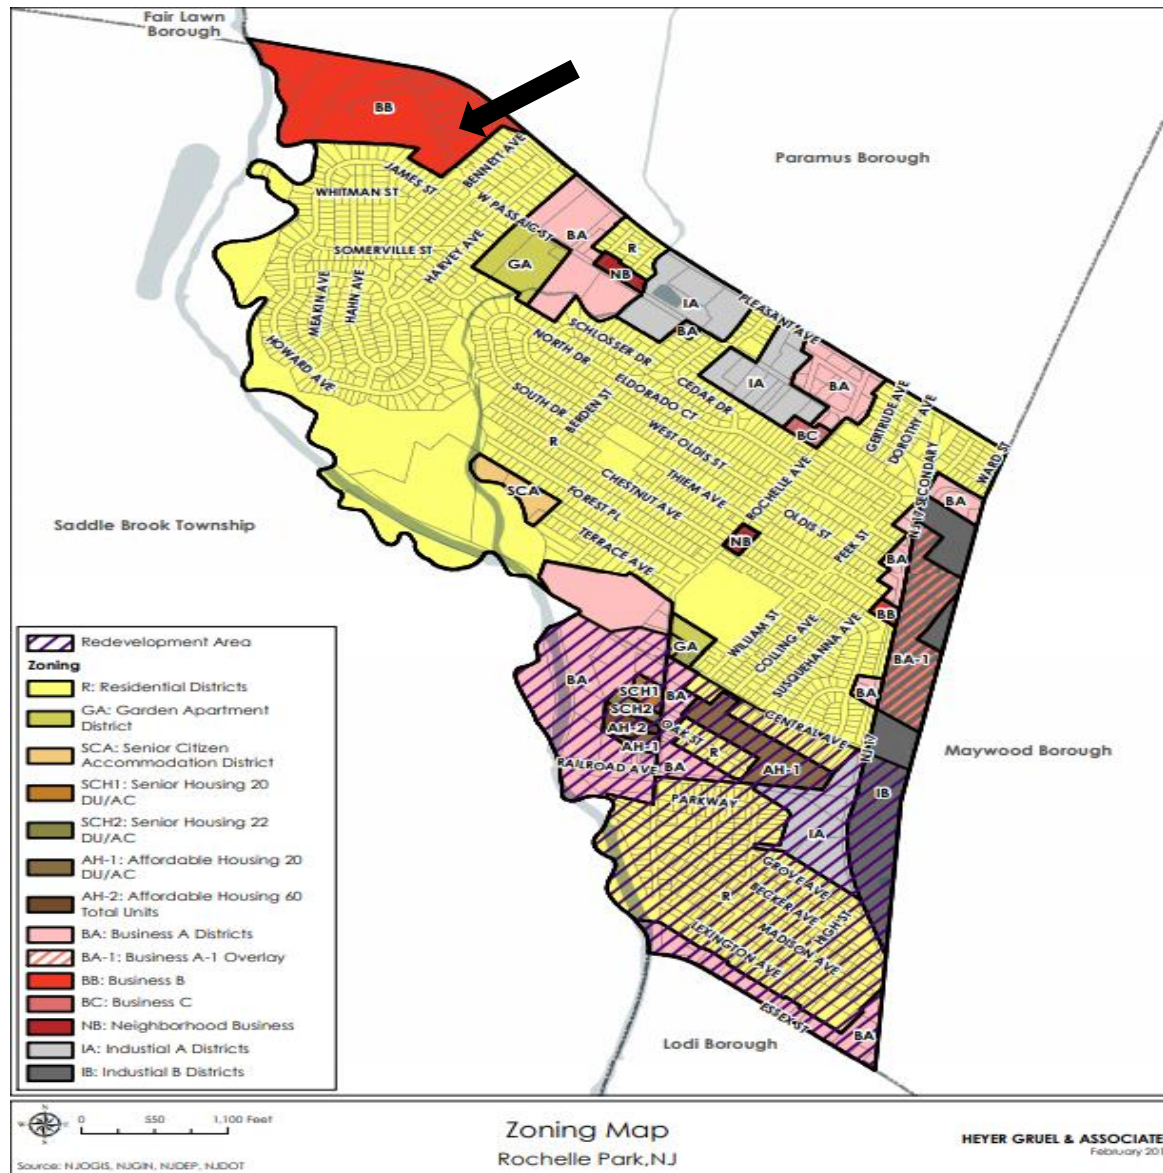 Fair Lawn
Borough
BB
Paramus Borough
BENNETT AVE
JAMES ST
WHITMAN ST
W PASSAIC ST
BA
R
SOMERVILLE ST
HARVEY AVE
GA
NB
IA
PLEASANT AVE
MEAKIN AVE
HAHN AVE
BA
SCHLOSSER DR
NORTH DR
HOWARD AVE
ELDORADO CT
CEDAR DR
IA
BA
SOUTH DR
BERDEN ST
GERTRUDE AVE
DOROTHY AVE
R
WEST OLDIS ST
BC
WARD ST
SCA
THIEM AVE
ROCHELLE AVE
NJ 17 SECONDARY
CHESTNUT AVE
FOREST PL
OLDIS ST
BA
Saddle Brook Township
TERRACE AVE
NB
PEEK ST
BA
BB
WILLIAM ST
COLLING AVE
SUSQUEHANNA AVE
GA
BA-1
BA
SCH1
BA
BA
SCH2
OAK ST
CENTRAL AVE
AH-2
AH-1
R
NJ 17
Maywood Borough
RAILROAD AVE
BA
AH-1
IB
PARKWAY
IA
GROVE AVE
R
BECKER AVE
HIGH ST
MADISON AVE
LEXINGTON AVE
ESSEX ST
BA
Lodi Borough
Redevelopment Area
Zoning
R: Residential Districts
GA: Garden Apartment
District
SCA: Senior Citizen
Accommodation District
SCH1: Senior Housing 20
DU/AC
SCH2: Senior Housing 22
DU/AC
AH-1: Affordable Housing 20
DU/AC
AH-2: Affordable Housing 60
Total Units
BA: Business A Districts
BA-1: Business A-1 Overlay
BB: Business B
BC: Business C
NB: Neighborhood Business
IA: Industial A Districts
IB: Industial B Districts
N
W
E
S
0 550 1,100 Feet
Source: NJOGIS, NJGIN, NJDEP, NJDOT
Zoning Map
Rochelle Park,NJ
HEYER GRUEL & ASSOCIATE
February 201